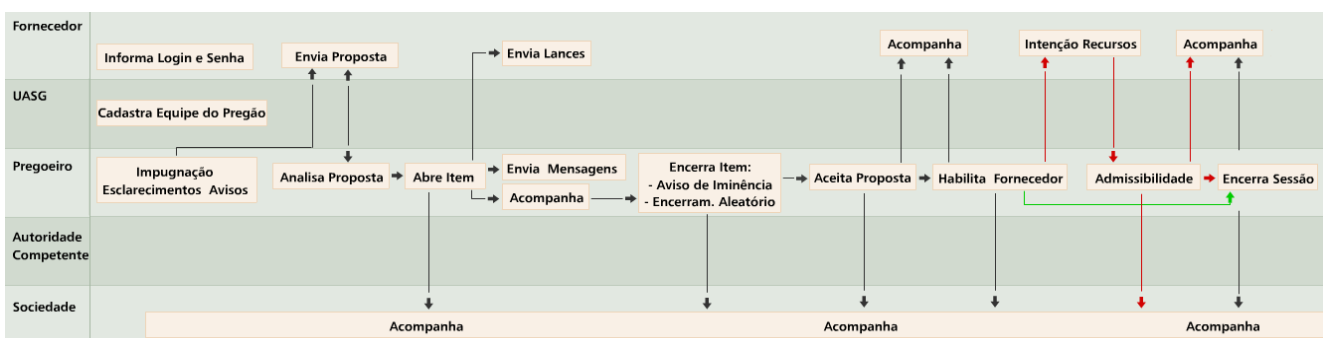 Fornecedor
Informa Login e Senha
Envia Proposta
Envia Lances
Acompanha
Intenção Recursos
Acompanha
UASG
Cadastra Equipe do Pregão
Pregoeiro
Impugnação
Esclarecimentos Avisos
Analisa Proposta
Abre Item
Envia Mensagens
Acompanha
Encerra Item:
- Aviso de Iminência
- Encerram. Aleatório
Aceita Proposta
Habilita Fornecedor
Admissibilidade
Encerra Sessão
Autoridade
Competente
Sociedade
Acompanha
Acompanha
Acompanha